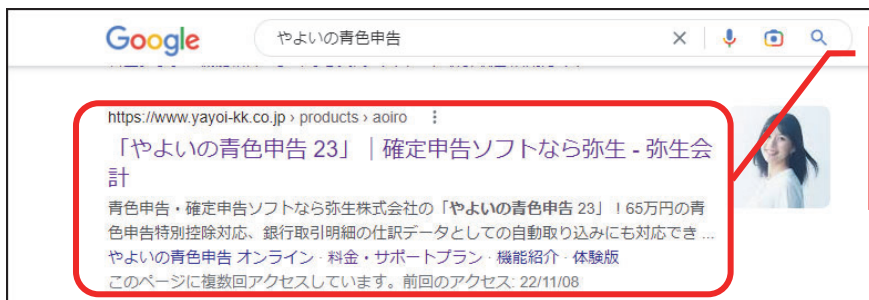 Google
やよいの青色申告
https://www.yayoi-kk.co.jp › products › aoiro
「やよいの青色申告 23」｜確定申告ソフトなら弥生 - 弥生会
計
青色申告・確定申告ソフトなら弥生株式会社の「やよいの青色申告 23」！65万円の青
色申告特別控除対応、銀行取引明細の仕訳データとしての自動取り込みにも対応でき ...
やよいの青色申告 オンライン · 料金・サポートプラン · 機能紹介 · 体験版
このページに複数回アクセスしています。前回のアクセス: 22/11/08